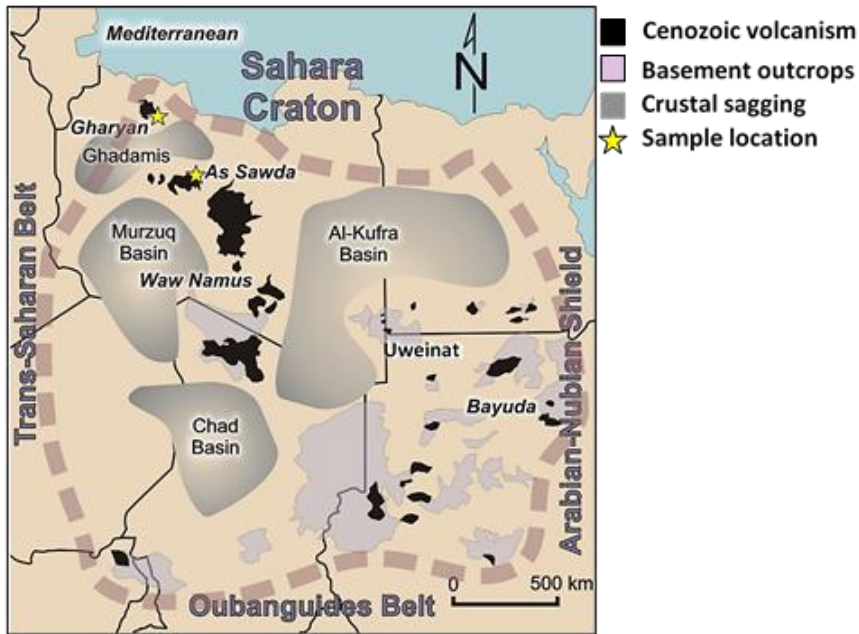 Mediterranean
Sahara
Craton
N
Gharyan
Ghadamis
As Sawda
Murzuq
Basin
Al-Kufra
Basin
Waw Namus
Uweinat
Bayuda
Chad
Basin
Trans-Saharan Belt
Arabian-Nubian Shield
Oubanguides Belt
0 500 km
Cenozoic volcanism
Basement outcrops
Crustal sagging
Sample location